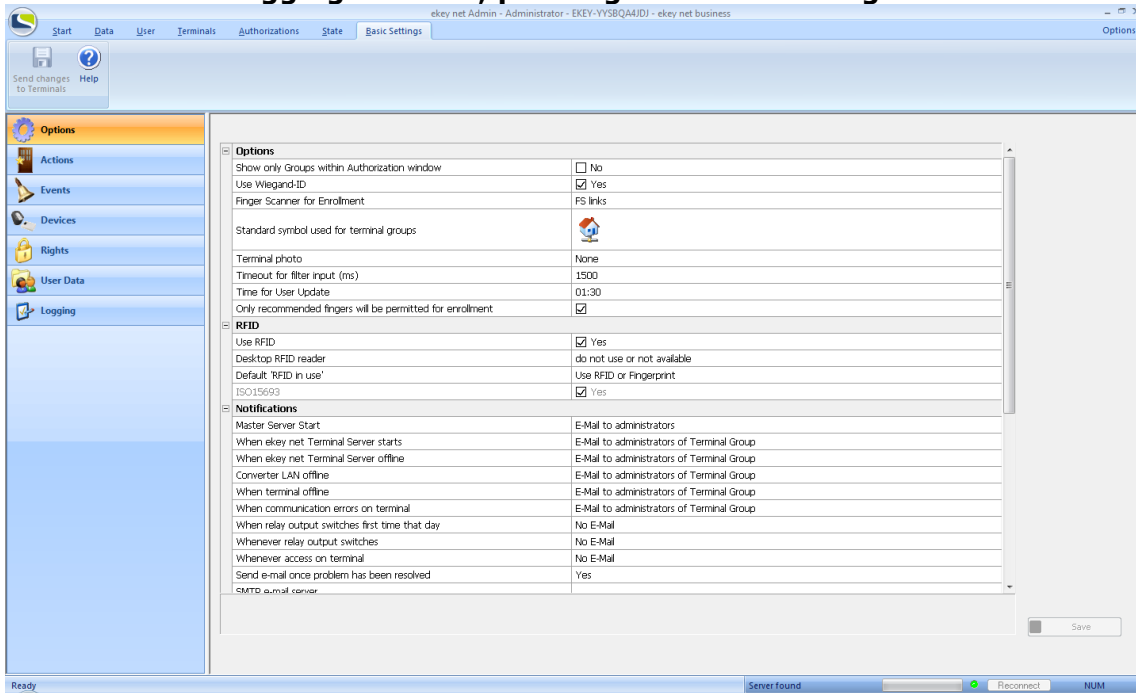 ekey net Admin - Administrator - EKEY-YYSBQA4JDJ - ekey net business
Start Data User Terminals Authorizations State Basic Settings Options
Send changes to Terminals Help
Options
Actions
Events
Devices
Rights
User Data
Logging
Options
Show only Groups within Authorization window No
Use Wiegand-ID Yes
Finger Scanner for Enrollment FS links
Standard symbol used for terminal groups
Terminal photo None
Timeout for filter input (ms) 1500
Time for User Update 01:30
Only recommended fingers will be permitted for enrollment
RFID
Use RFID Yes
Desktop RFID reader do not use or not available
Default 'RFID in use' Use RFID or Fingerprint
ISO15693 Yes
Notifications
Master Server Start E-Mail to administrators
When ekey net Terminal Server starts E-Mail to administrators of Terminal Group
When ekey net Terminal Server offline E-Mail to administrators of Terminal Group
Converter LAN offline E-Mail to administrators of Terminal Group
When terminal offline E-Mail to administrators of Terminal Group
When communication errors on terminal E-Mail to administrators of Terminal Group
When relay output switches first time that day No E-Mail
Whenever relay output switches No E-Mail
Whenever access on terminal No E-Mail
Send e-mail once problem has been resolved Yes
SMTP e-mail server
Save
Ready Server found Reconnect NUM